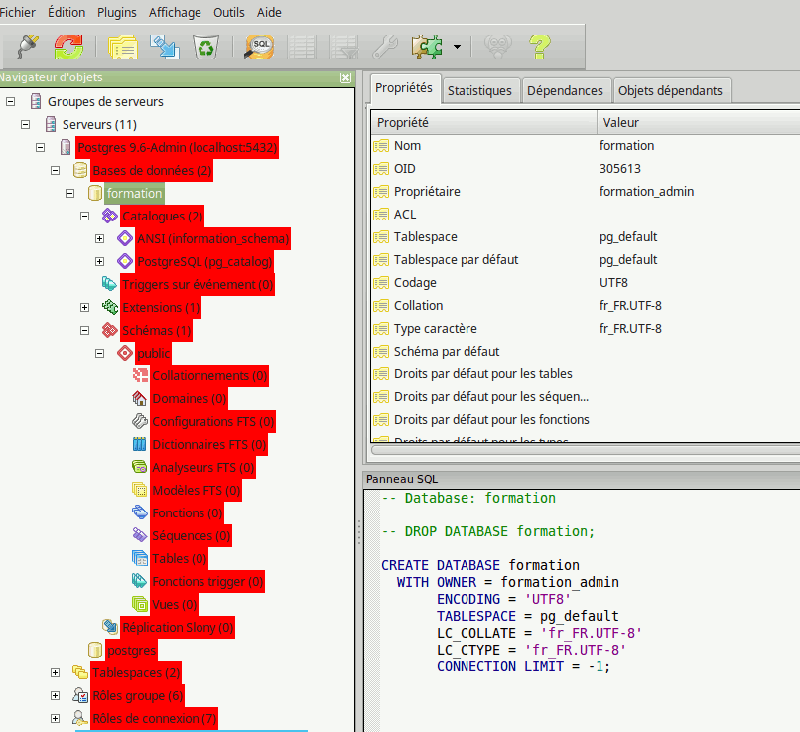 Fichier Édition Plugins Affichage Outils Aide
SQL
Navigateur d'objets
Groupes de serveurs
Serveurs (11)
Postgres 9.6-Admin (localhost:5432)
Bases de données (2)
formation
Catalogues (2)
ANSI (information_schema)
PostgreSQL (pg_catalog)
Triggers sur événement (0)
Extensions (1)
Schémas (1)
public
Collationnements (0)
Domaines (0)
Configurations FTS (0)
Dictionnaires FTS (0)
Analyseurs FTS (0)
Modèles FTS (0)
Fonctions (0)
Séquences (0)
Tables (0)
Fonctions trigger (0)
Vues (0)
Réplication Slony (0)
postgres
Tablespaces (2)
Rôles groupe (6)
Rôles de connexion (7)
Propriétés Statistiques Dépendances Objets dépendants
Propriété Valeur
Nom formation
OID 305613
Propriétaire formation_admin
ACL
Tablespace pg_default
Tablespace par défaut pg_default
Codage UTF8
Collation fr_FR.UTF-8
Type caractère fr_FR.UTF-8
Schéma par défaut
Droits par défaut pour les tables
Droits par défaut pour les séquen...
Droits par défaut pour les fonctions
Droits par défaut pour les types
Panneau SQL
-- Database: formation
-- DROP DATABASE formation;
CREATE DATABASE formation
WITH OWNER = formation_admin
ENCODING = 'UTF8'
TABLESPACE = pg_default
LC_COLLATE = 'fr_FR.UTF-8'
LC_CTYPE = 'fr_FR.UTF-8'
CONNECTION LIMIT = -1;